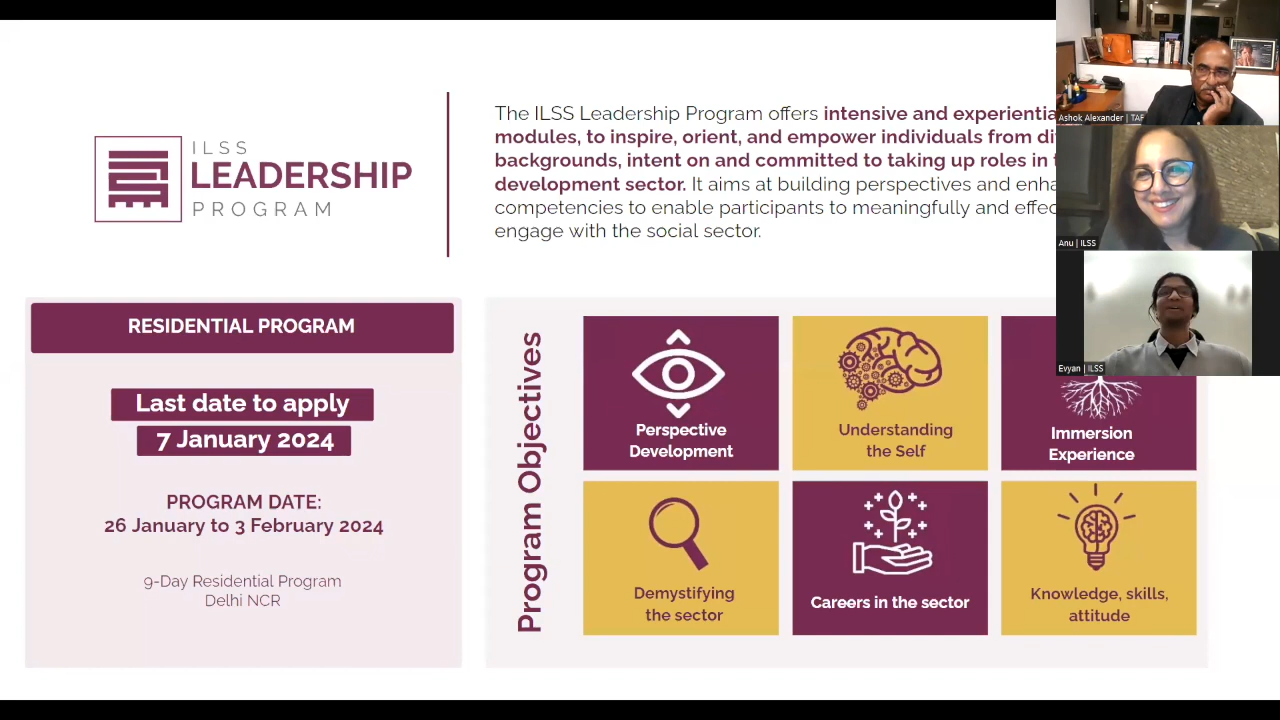 ILSS
LEADERSHIP
PROGRAM
The ILSS Leadership Program offers intensive and experientia
modules, to inspire, orient, and empower individuals from di
backgrounds, intent on and committed to taking up roles in
development sector. It aims at building perspectives and enha
competencies to enable participants to meaningfully and effec
engage with the social sector.
Ashok Alexander | TAF
Anu | ILSS
Evyan | ILSS
RESIDENTIAL PROGRAM
Last date to apply
7 January 2024
PROGRAM DATE:
26 January to 3 February 2024
9-Day Residential Program
Delhi NCR
Program Objectives
Perspective
Development
Understanding
the Self
Immersion
Experience
Demystifying
the sector
Careers in the sector
Knowledge, skills,
attitude